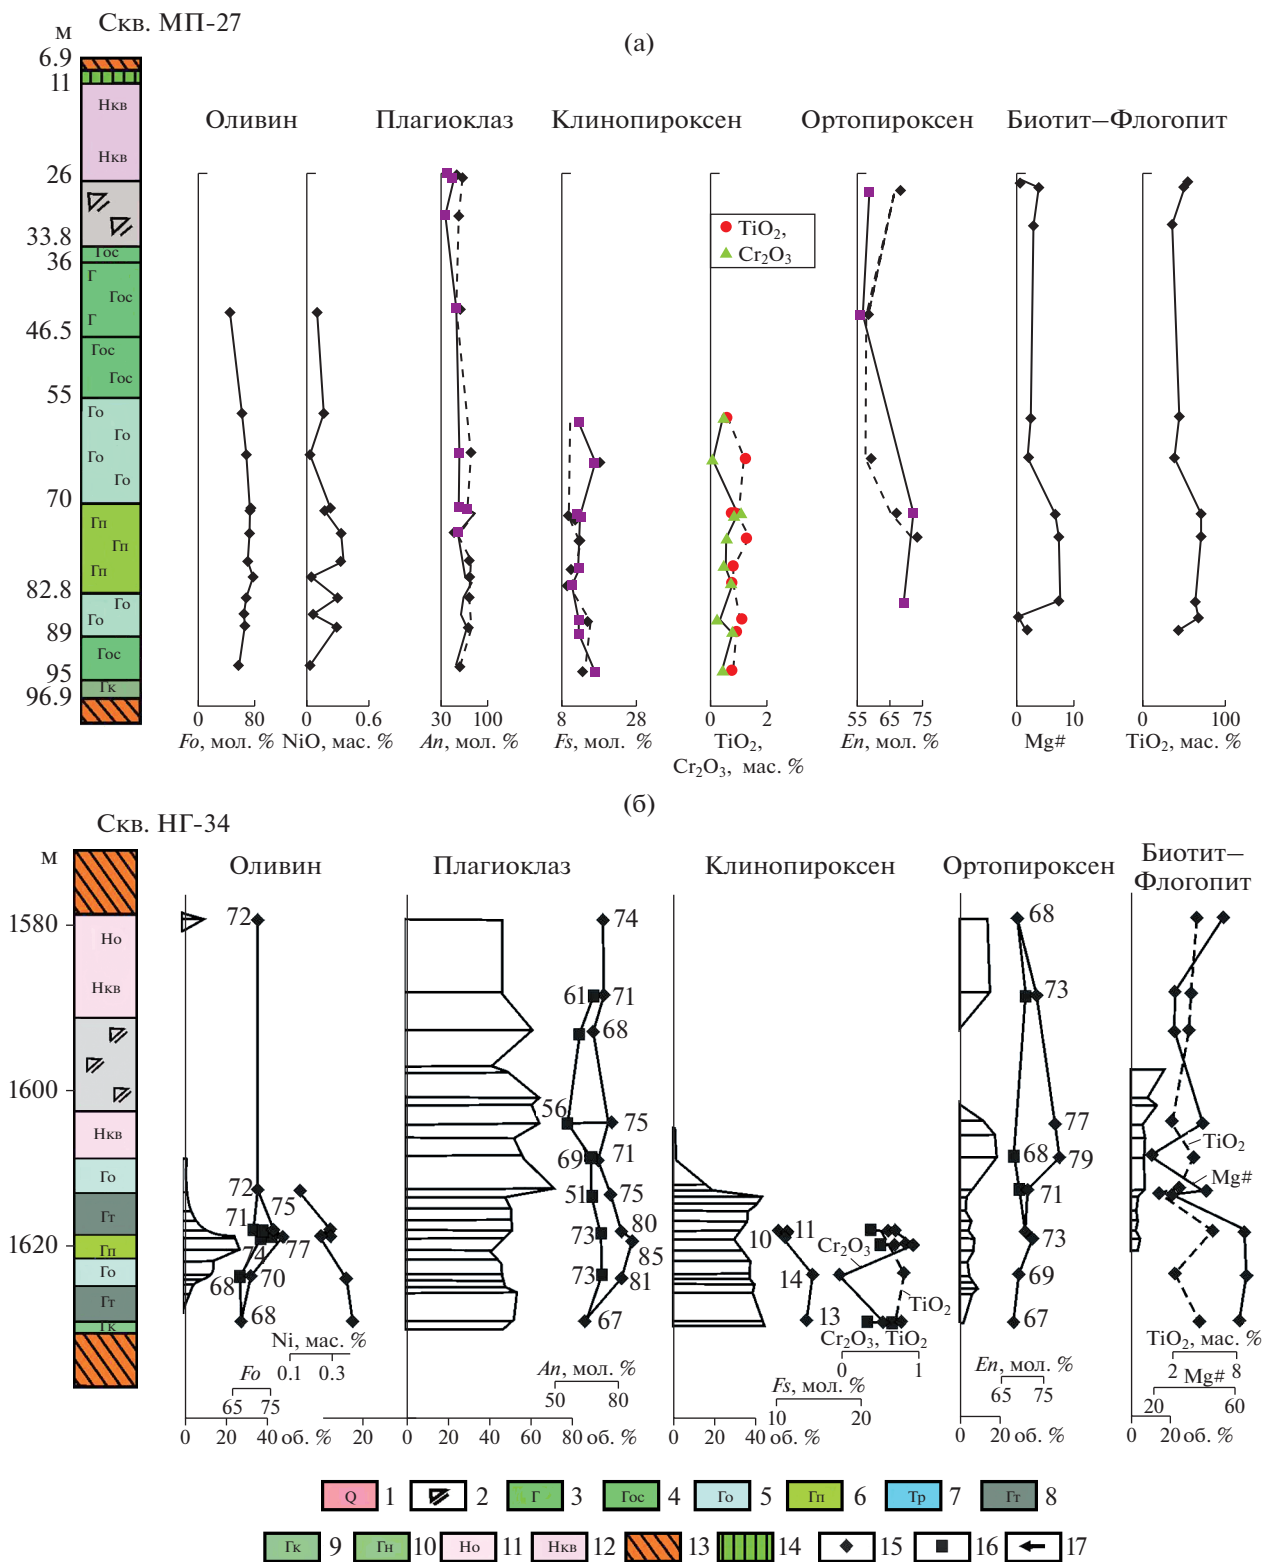 Скв. МП-27
(а)
м
6.9
11
26
33.8
36
46.5
55
70
82.8
89
95
96.9
Нкв
Нкв
Гос
Г
Гос
Г
Гос
Гос
Го
Го
Го
Го
Гп
Гп
Гп
Го
Го
Гос
Гк
Оливин
Плагиоклаз
Клинопироксен
Ортопироксен
Биотит–Флогопит
TiO₂,
Cr₂O₃
0 80
Fo, мол. %
0 0.6
NiO, мас. %
30 100
An, мол. %
8 28
Fs, мол. %
0 2
TiO₂,
Cr₂O₃, мас. %
55 65 75
En, мол. %
0 10
Mg#
0 100
TiO₂, мас. %
(б)
Скв. НГ-34
м
1580
1600
1620
Но
Нкв
Нкв
Го
Гт
Гп
Го
Гт
Гк
Оливин
72
72
75
71
74
77
68
70
68
Ni, мас. %
0.1 0.3
Fo
65 75
0 20 40 об. %
0 20
Плагиоклаз
74
61 71
68
56 75
69 71
51 75
73 80
85
73 81
67
An, мол. %
50 80
0 20 40 60 80 об. %
Клинопироксен
10 11
14
13
Cr₂O₃
TiO₂
Cr₂O₃, TiO₂
0 1
Fs, мол. %
10 20
0 20 40 60 об. %
Ортопироксен
68
73
77
68 79
71
73
69
67
En, мол. %
65 75
0 20 об. %
Биотит–
Флогопит
TiO₂
Mg#
TiO₂, мас. %
2 8
Mg#
20 60
0 20 об. %
Q 1
2
Г 3
Гос 4
Го 5
Гп 6
Тр 7
Гт 8
Гк 9
Гн 10
Но 11
Нкв 12
13
14
15
16
17